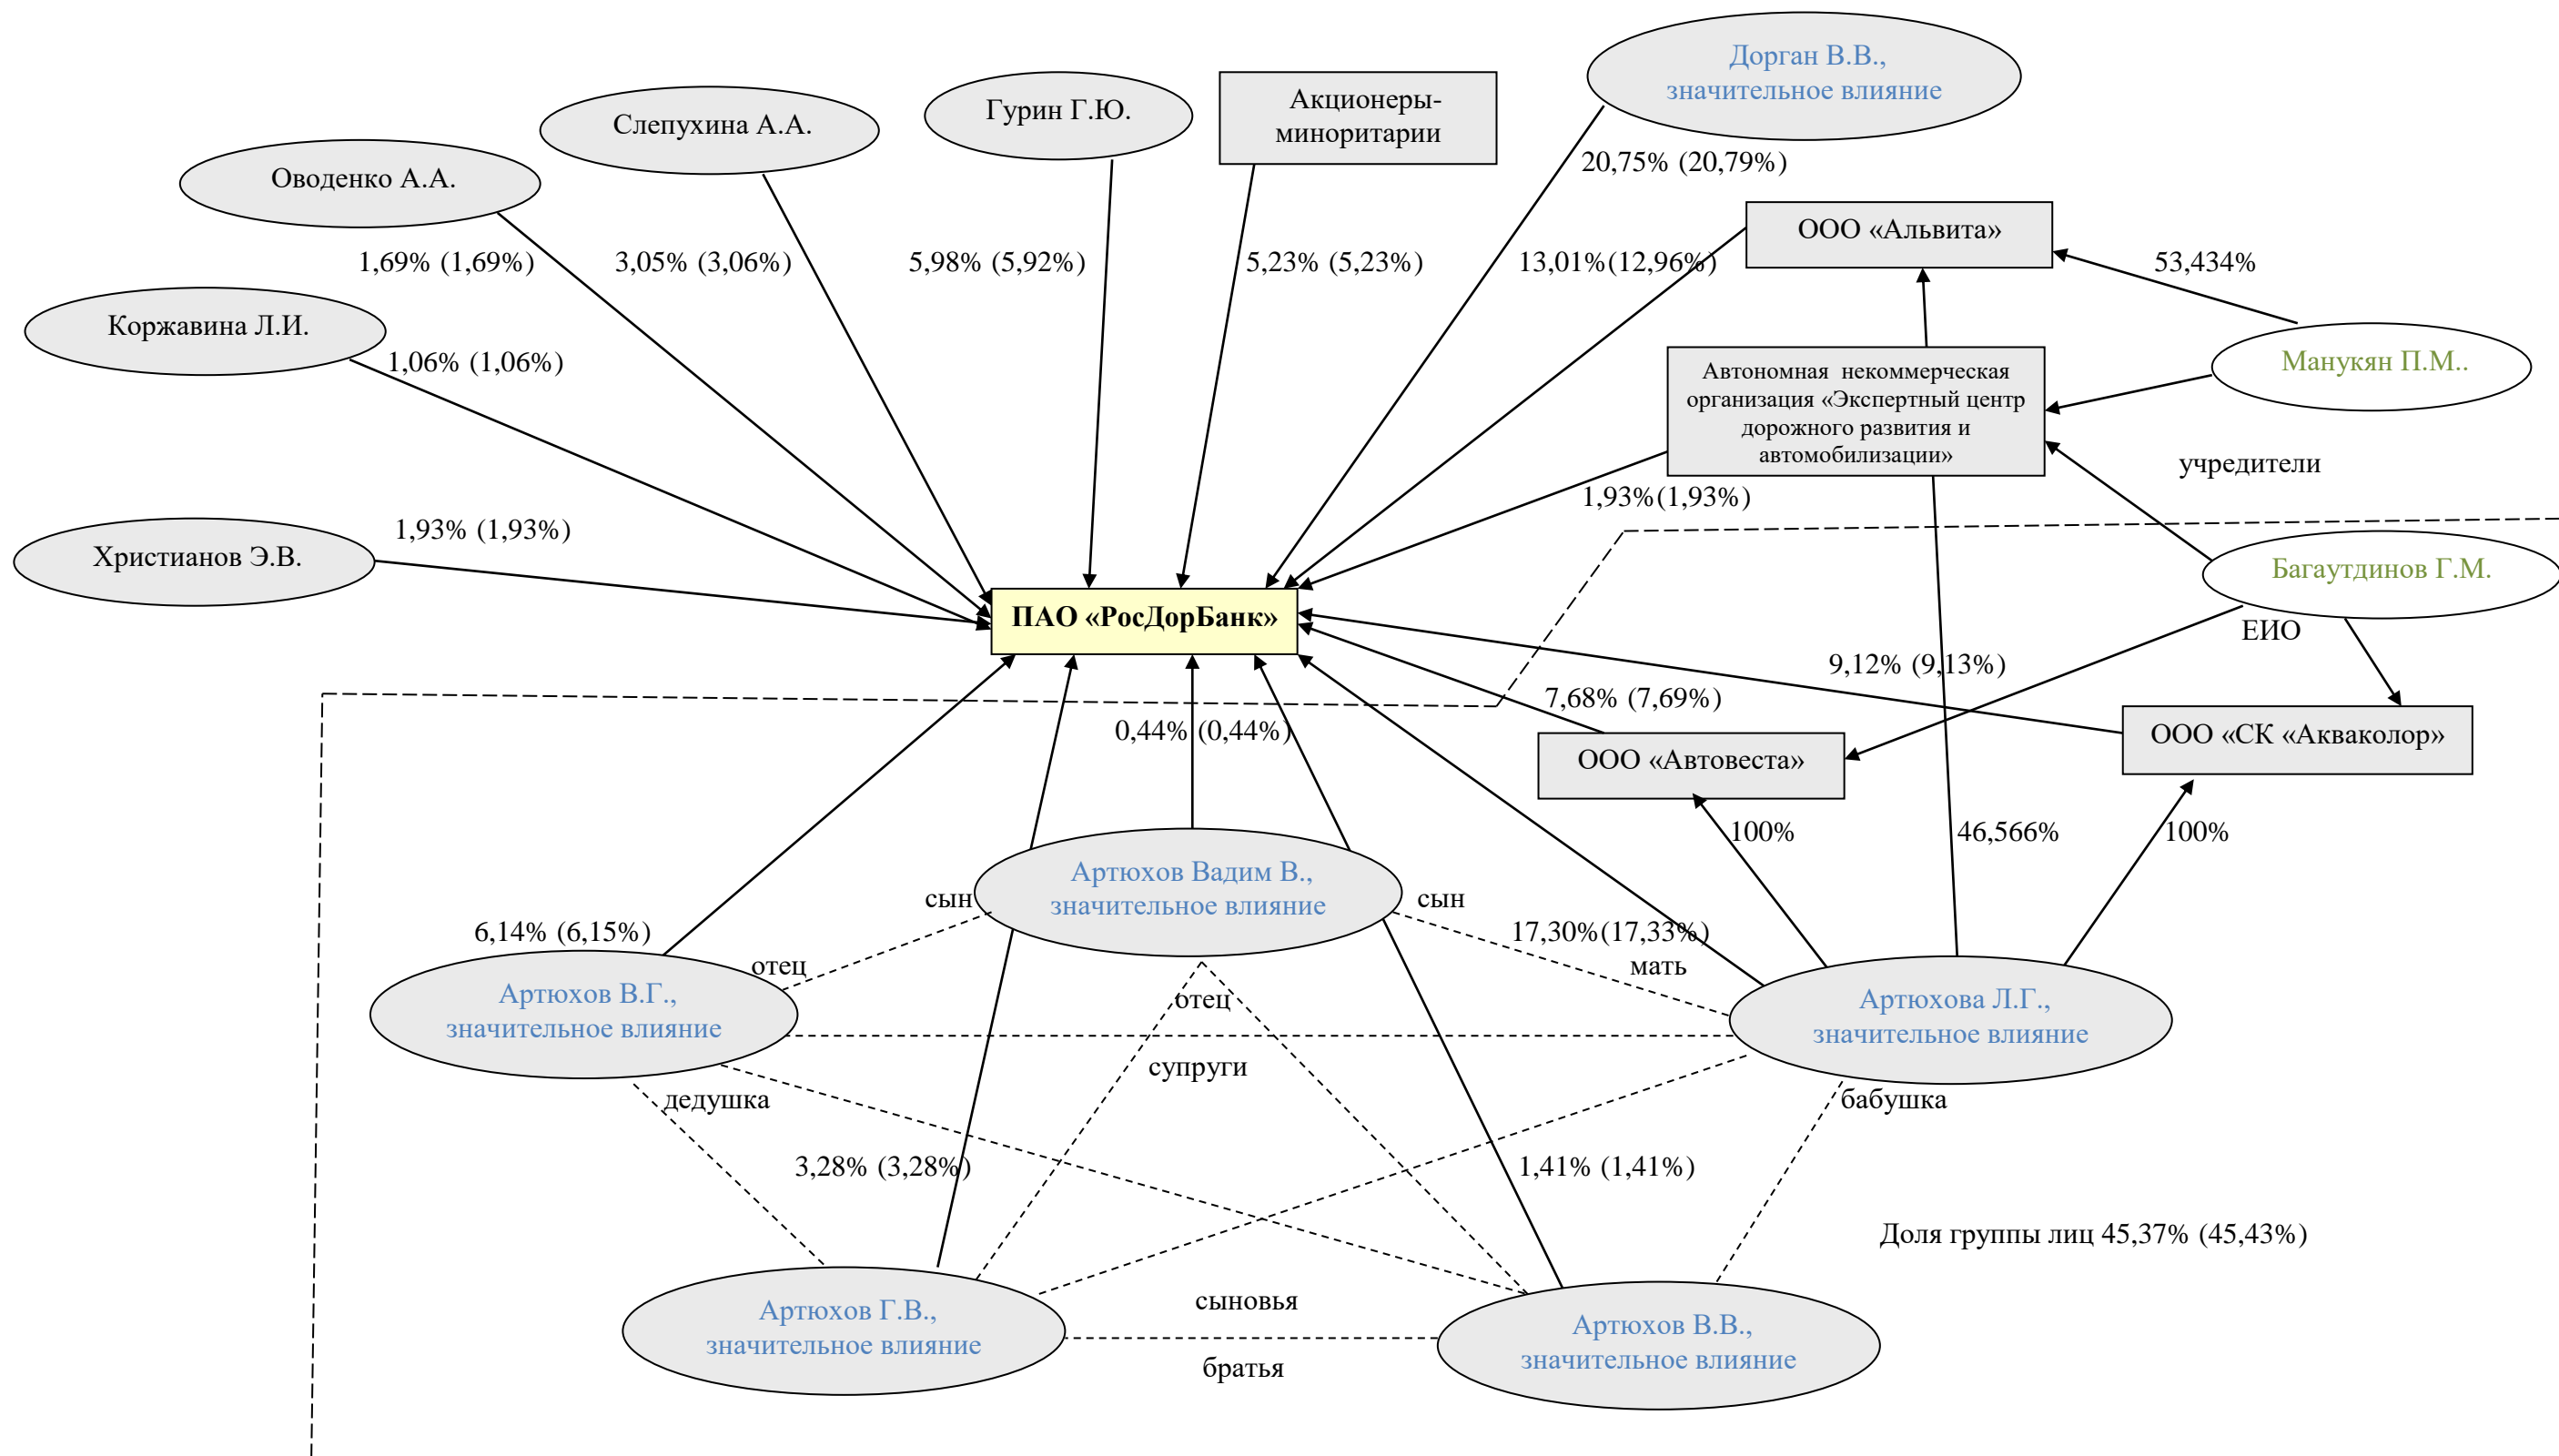 Дорган В.В.,
значительное влияние
Гурин Г.Ю.
Акционеры-
миноритарии
Слепухина А.А.
Оводенко А.А.
20,75% (20,79%)
ООО «Альвита»
1,69% (1,69%)
3,05% (3,06%)
5,98% (5,92%)
5,23% (5,23%)
13,01%(12,96%)
53,434%
Коржавина Л.И.
1,06% (1,06%)
Автономная некоммерческая
организация «Экспертный центр
дорожного развития и
автомобилизации»
Манукян П.М..
учредители
1,93%(1,93%)
1,93% (1,93%)
Христианов Э.В.
Багаутдинов Г.М.
ПАО «РосДорБанк»
ЕИО
9,12% (9,13%)
7,68% (7,69%)
0,44% (0,44%)
ООО «СК «Акваколор»
ООО «Автовеста»
100%
46,566%
100%
Артюхов Вадим В.,
значительное влияние
сын
сын
6,14% (6,15%)
17,30%(17,33%)
отец
мать
Артюхов В.Г.,
значительное влияние
отец
Артюхова Л.Г.,
значительное влияние
супруги
дедушка
бабушка
3,28% (3,28%)
1,41% (1,41%)
Доля группы лиц 45,37% (45,43%)
сыновья
Артюхов Г.В.,
значительное влияние
Артюхов В.В.,
значительное влияние
братья